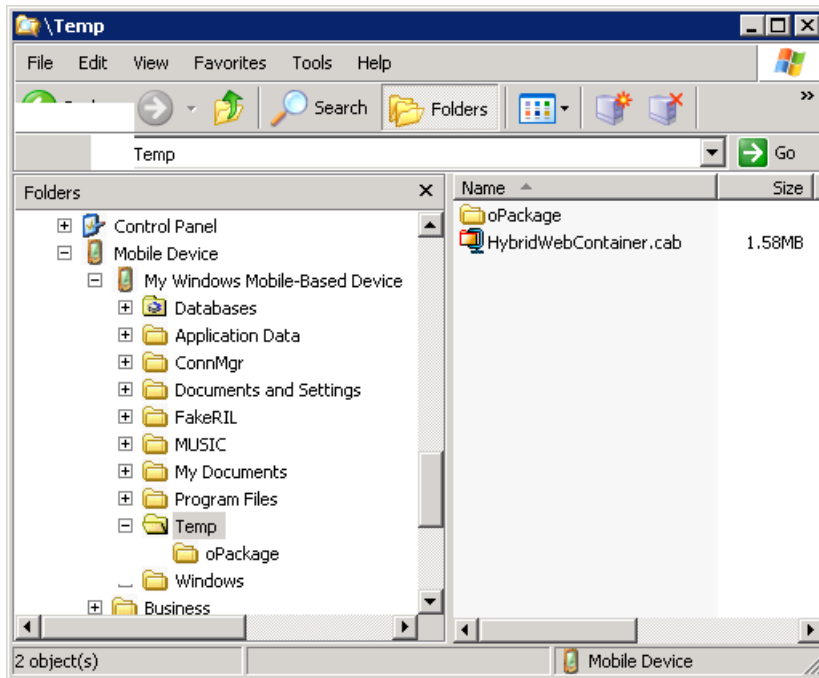 \Temp
File Edit View Favorites Tools Help
Search Folders »
Temp Go
Folders x
Name Size
Control Panel
Mobile Device
My Windows Mobile-Based Device
Databases
Application Data
ConnMgr
Documents and Settings
FakeRIL
MUSIC
My Documents
Program Files
Temp
oPackage
Windows
Business
oPackage
HybridWebContainer.cab 1.58MB
2 object(s) Mobile Device